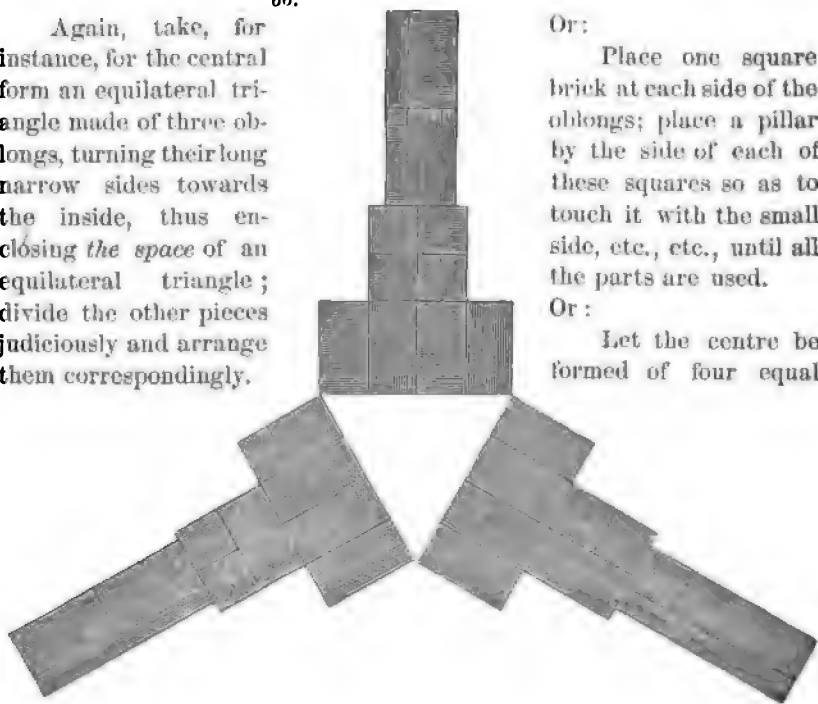 60.
Again, take, for
instance, for the central
form an equilateral tri-
angle made of three ob-
longs, turning their long
narrow sides towards
the inside, thus en-
closing the space of an
equilateral triangle;
divide the other pieces
judiciously and arrange
them correspondingly.
Or:
Place one square
brick at each side of the
oblongs; place a pillar
by the side of each of
these squares so as to
touch it with the small
side, etc., etc., until all
the parts are used.
Or:
Let the centre be
formed of four equal